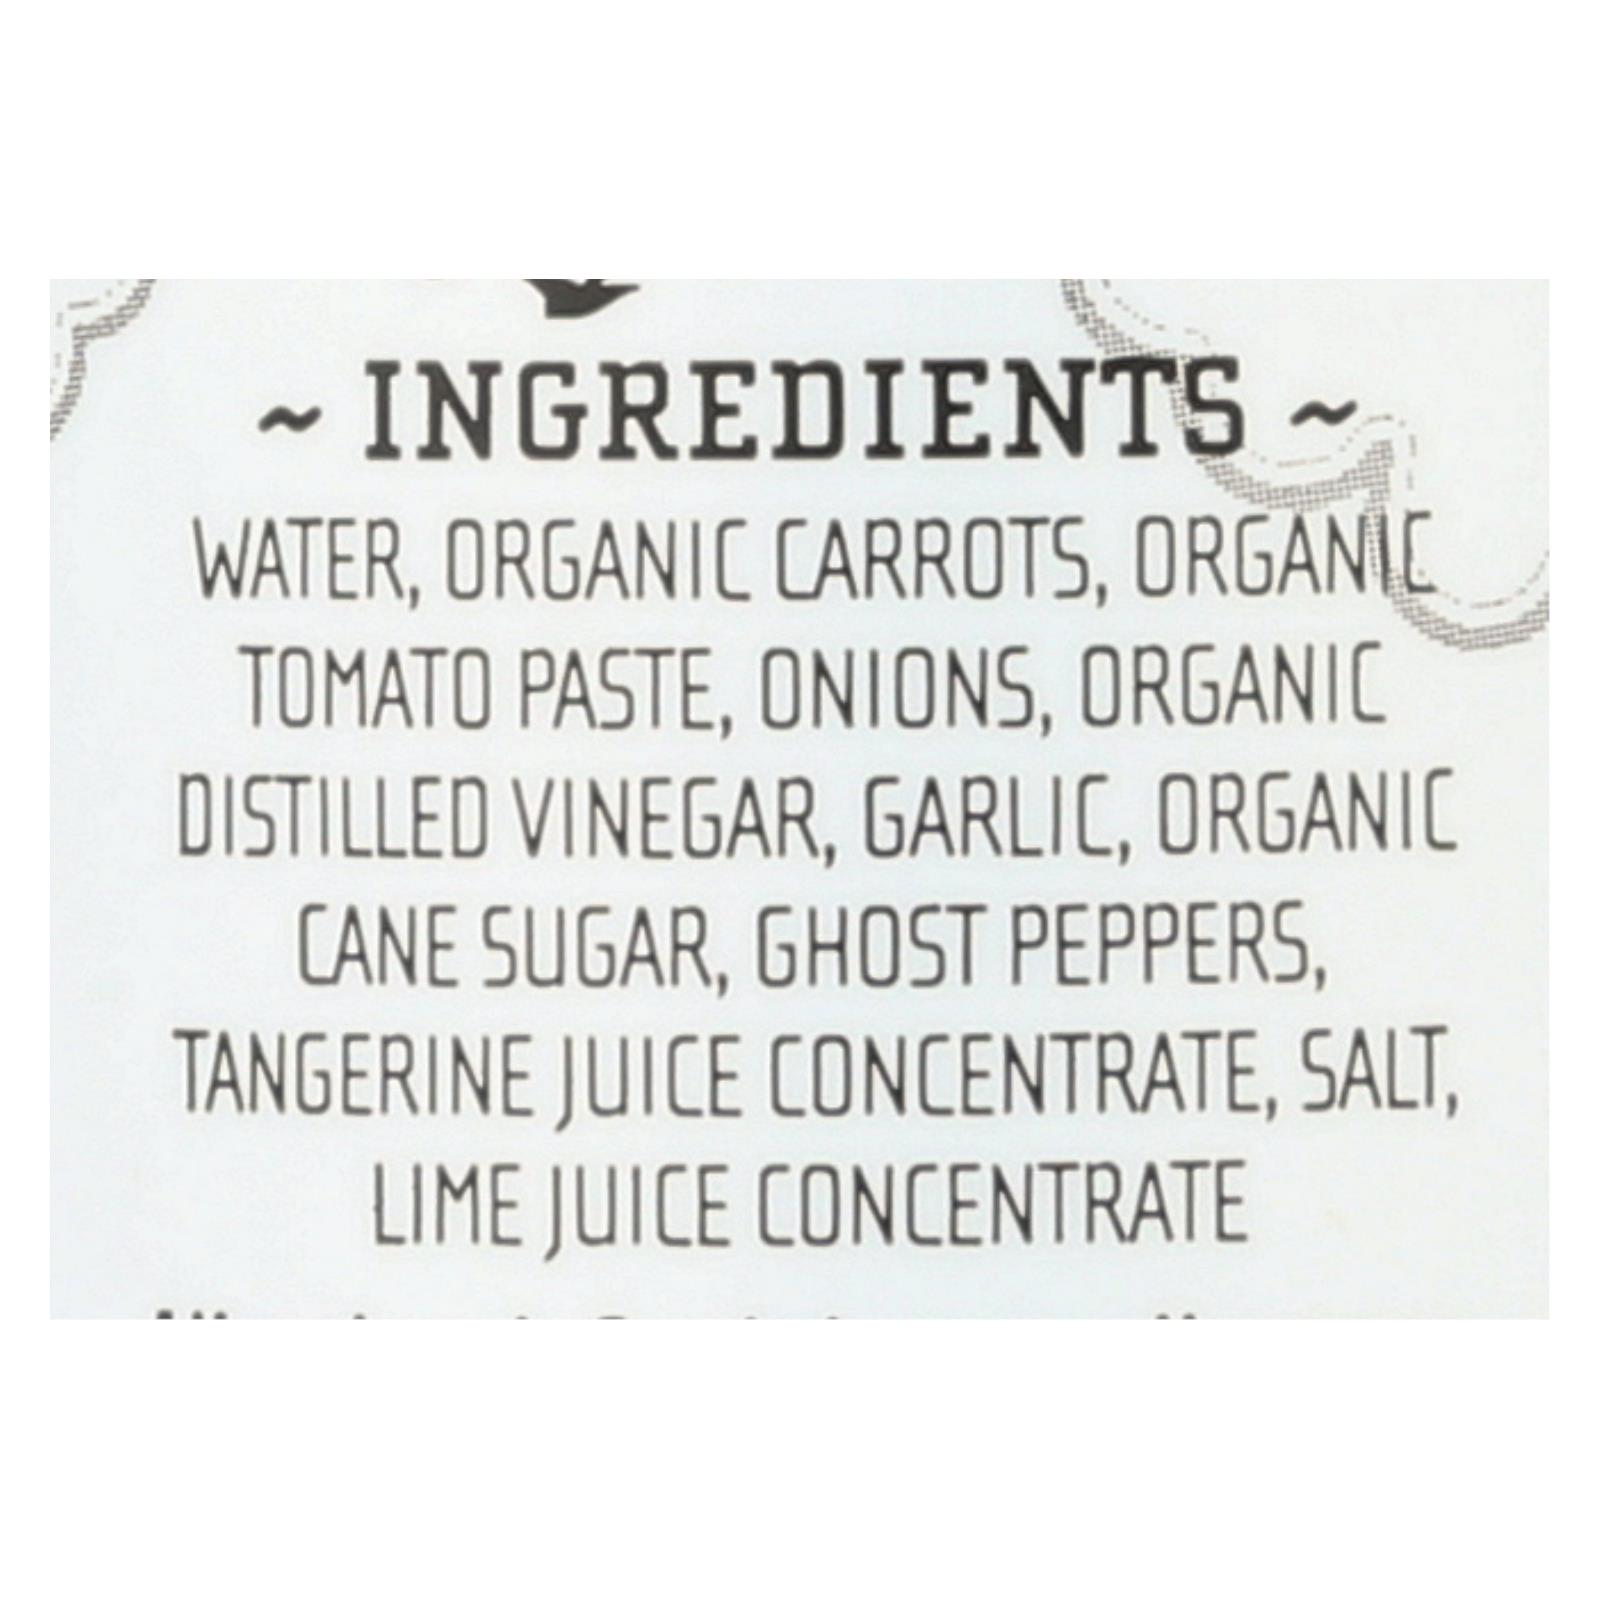 ~ INGREDIENTS ~
WATER, ORGANIC CARROTS, ORGANIC
TOMATO PASTE, ONIONS, ORGANIC
DISTILLED VINEGAR, GARLIC, ORGANIC
CANE SUGAR, GHOST PEPPERS,
TANGERINE JUICE CONCENTRATE, SALT,
LIME JUICE CONCENTRATE